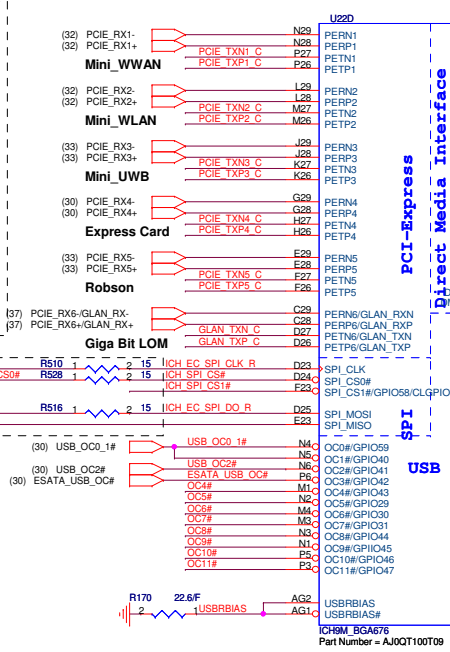 U22D
(32) PCIE_RX1- N29 PERN1
(32) PCIE_RX1+ N28 PERP1
PCIE_TXN1_C P27 PETN1
Mini_WWAN PCIE_TXP1_C P26 PETP1
(32) PCIE_RX2- L29 PERN2
(32) PCIE_RX2+ L28 PERP2
PCIE_TXN2_C M27 PETN2
Mini_WLAN PCIE_TXP2_C M26 PETP2
(33) PCIE_RX3- J29 PERN3
(33) PCIE_RX3+ J28 PERP3
PCIE_TXN3_C K27 PETN3
Mini_UWB PCIE_TXP3_C K26 PETP3
(30) PCIE_RX4- G29 PERN4
(30) PCIE_RX4+ G28 PERP4
PCIE_TXN4_C H27 PETN4
Express Card PCIE_TXP4_C H26 PETP4
(33) PCIE_RX5- E29 PERN5
(33) PCIE_RX5+ E28 PERP5
PCIE_TXN5_C F27 PETN5
Robson PCIE_TXP5_C F26 PETP5
(37) PCIE_RX6-/GLAN_RX- C29 PERN6/GLAN_RXN
(37) PCIE_RX6+/GLAN_RX+ C28 PERP6/GLAN_RXP
GLAN_TXN_C D27 PETN6/GLAN_TXN
Giga Bit LOM GLAN_TXP_C D26 PETP6/GLAN_TXP
PCI-Express
Direct Media Interface
R510 1 2 15 ICH_EC_SPI_CLK_R D23 SPI_CLK
CS0# R528 1 2 15 ICH_SPI_CS# D24 SPI_CS0#
ICH_SPI_CS1# F23 SPI_CS1#/GPIO58/CLGPIO
R516 1 2 15 ICH_EC_SPI_DO_R D25 SPI_MOSI
E23 SPI_MISO
SPI
(30) USB_OC0_1# USB_OC0_1# N4 OC0#/GPIO59
N5 OC1#/GPIO40
(30) USB_OC2# USB_OC2# N6 OC2#/GPIO41
(30) ESATA_USB_OC# ESATA_USB_OC# P6 OC3#/GPIO42
OC4# M1 OC4#/GPIO43
OC5# N2 OC5#/GPIO29
OC6# M4 OC6#/GPIO30
OC7# M3 OC7#/GPIO31
OC8# N3 OC8#/GPIO44
OC9# N1 OC9#/GPIIO45
OC10# P5 OC10#/GPIO46
OC11# P3 OC11#/GPIO47
USB
R170 22.6/F AG2 USBRBIAS
2 1 USBRBIAS AG1 USBRBIAS#
ICH9M_BGA676
Part Number = AJ0QT100T09